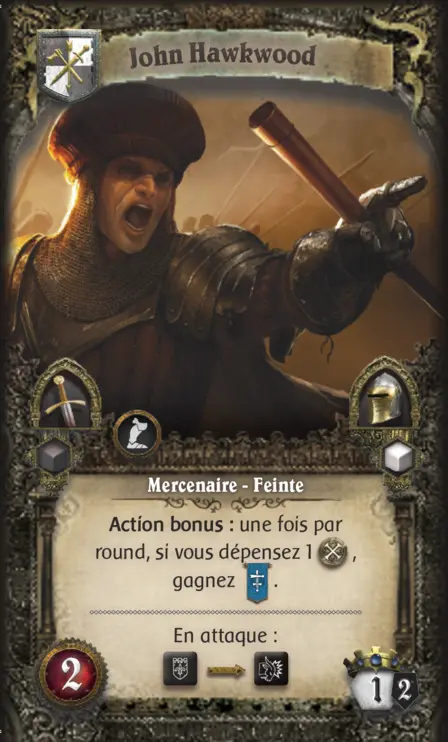 John Hawkwood
Mercenaire - Feinte
Action bonus : une fois par
round, si vous dépensez 1 ,
gagnez .
En attaque :
2
1 2